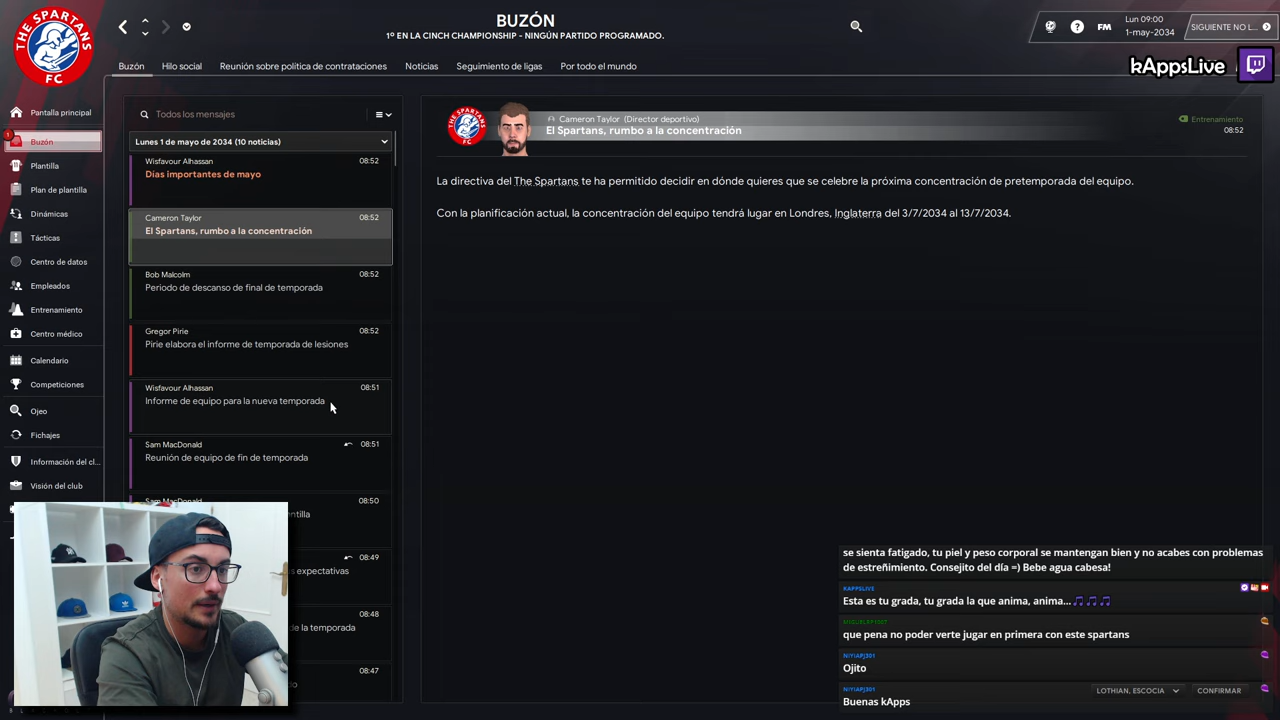 THE SPARTANS
FC
BUZÓN
1º EN LA CINCH CHAMPIONSHIP - NINGÚN PARTIDO PROGRAMADO.
FM
Lun 09:00
1-may-2034
SIGUIENTE NO L...
Buzón
Hilo social
Reunión sobre política de contrataciones
Noticias
Seguimiento de ligas
Por todo el mundo
kAppsLive
Pantalla principal
1
Buzón
Plantilla
Plan de plantilla
Dinámicas
Tácticas
Centro de datos
Empleados
Entrenamiento
Centro médico
Calendario
Competiciones
Ojeo
Fichajes
Información del cl...
Visión del club
Todos los mensajes
Lunes 1 de mayo de 2034 (10 noticias)
Wisfavour Alhassan 08:52
Días importantes de mayo
Cameron Taylor 08:52
El Spartans, rumbo a la concentración
Bob Malcolm 08:52
Periodo de descanso de final de temporada
Gregor Pirie 08:52
Pirie elabora el informe de temporada de lesiones
Wisfavour Alhassan 08:51
Informe de equipo para la nueva temporada
Sam MacDonald 08:51
Reunión de equipo de fin de temporada
Sam MacDonald 08:50
08:49
expectativas
08:48
de la temporada
08:47
Cameron Taylor (Director deportivo)
El Spartans, rumbo a la concentración
Entrenamiento
08:52
La directiva del The Spartans te ha permitido decidir en dónde quieres que se celebre la próxima concentración de pretemporada del equipo.
Con la planificación actual, la concentración del equipo tendrá lugar en Londres, Inglaterra del 3/7/2034 al 13/7/2034.
se sienta fatigado, tu piel y peso corporal se mantengan bien y no acabes con problemas
de estreñimiento. Consejito del día =) Bebe agua cabesa!
KAPPSLIVE
Esta es tu grada, tu grada la que anima, anima...
que pena no poder verte jugar en primera con este spartans
NIYIAPJ301
Ojito
NIYIAPJ301
Buenas kApps
LOTHIAN, ESCOCIA
CONFIRMAR